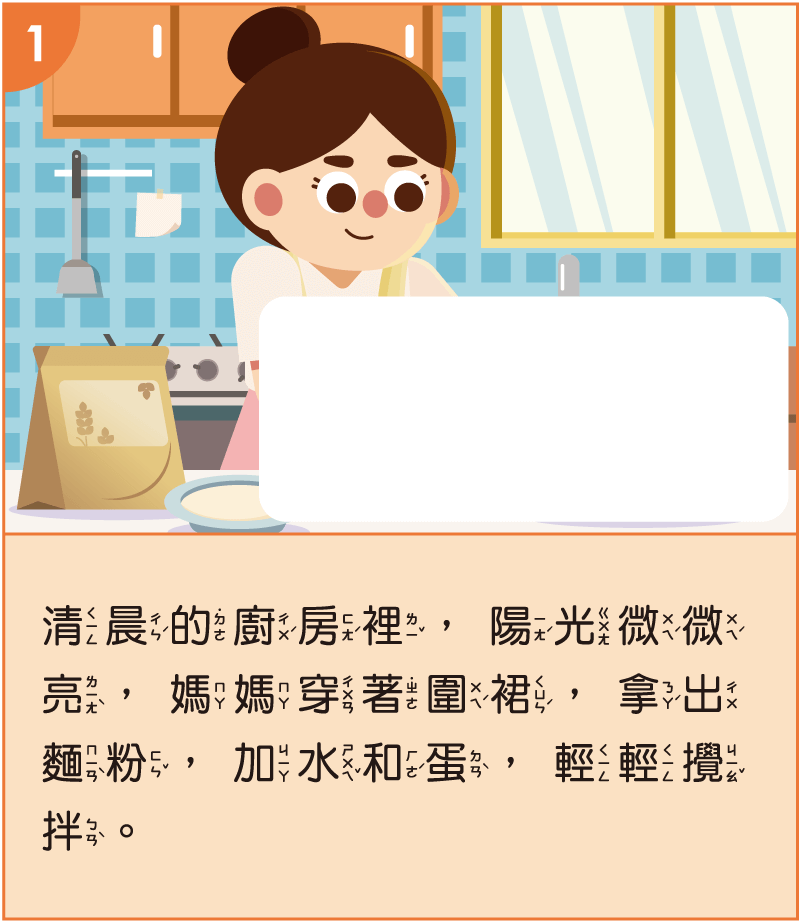 1
清晨的廚房裡，陽光微微
亮，媽媽穿著圍裙，拿出
麵粉，加水和蛋，輕輕攪
拌。